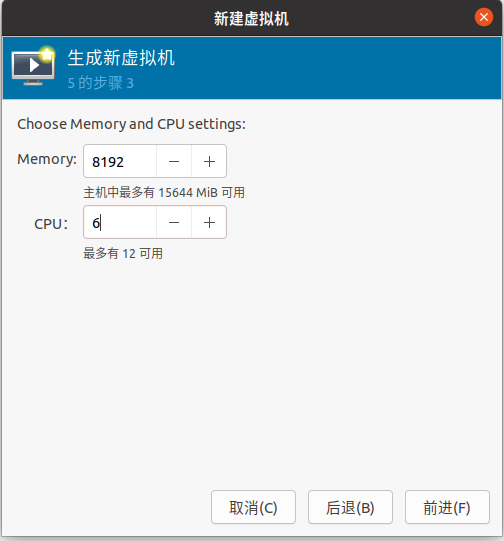 新建虚拟机
生成新虚拟机
5 的步骤 3
Choose Memory and CPU settings:
Memory: 8192
主机中最多有 15644 MiB 可用
CPU： 6
最多有 12 可用
取消(C) 后退(B) 前进(F)